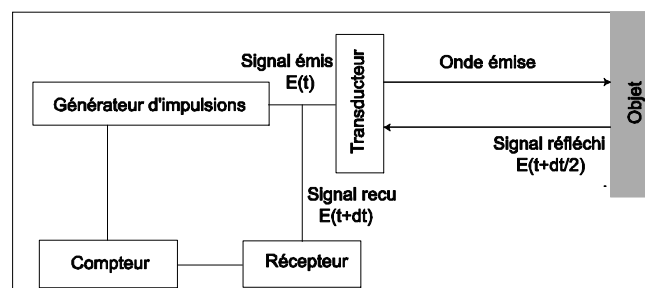 Signal émis
E(t)
Onde émise
Générateur d'impulsions
Transducteur
Objet
Signal réfléchi
E(t+dt/2)
Signal recu
E(t+dt)
Compteur
Récepteur